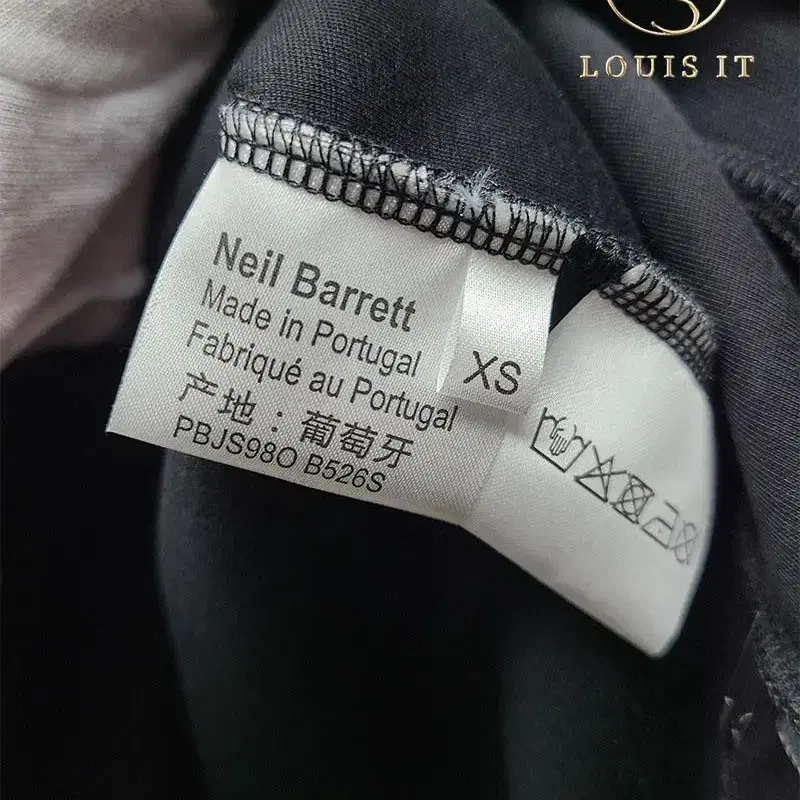 LOUIS IT
Neil Barrett
Made in Portugal
Fabriqué au Portugal
产地：葡萄牙
PBJS98O B526S
XS